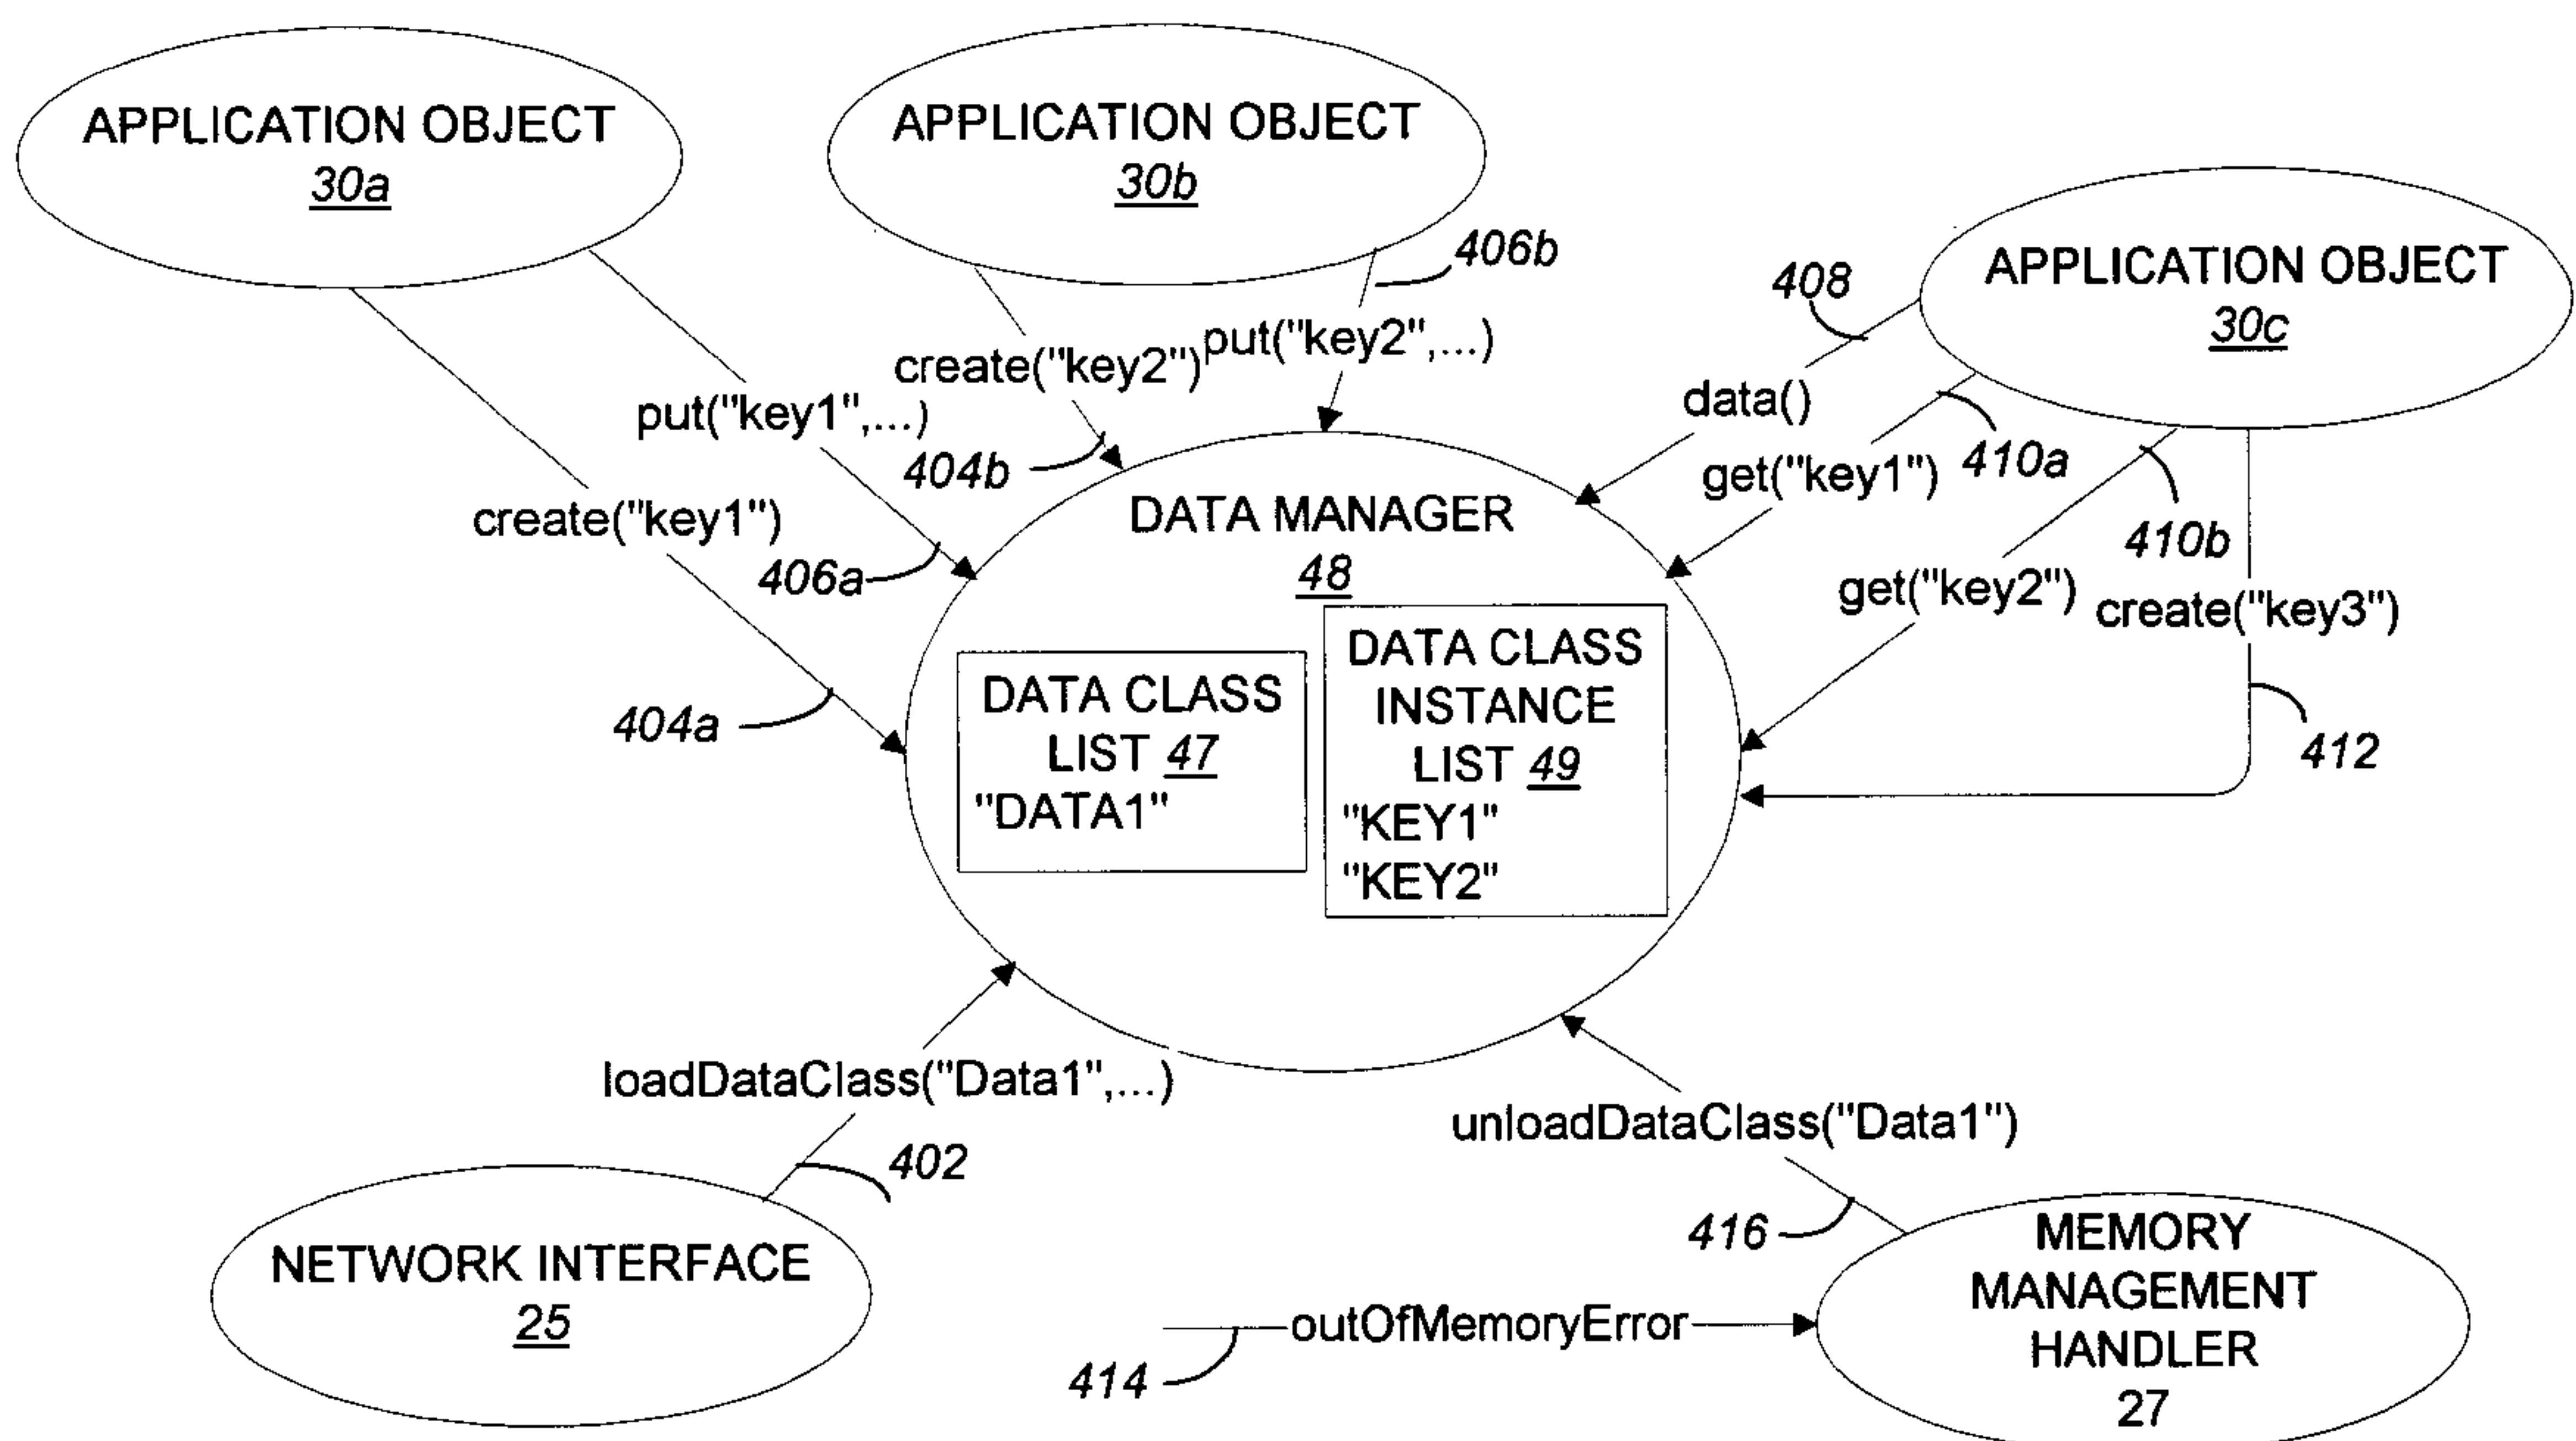 APPLICATION OBJECT
30a
APPLICATION OBJECT
30b
APPLICATION OBJECT
30c
406b
408
create("key2")
put("key2",...)
put("key1",...)
data()
404b
get("key1")
410a
create("key1")
406a
410b
get("key2")
create("key3")
404a
412
DATA MANAGER
48
DATA CLASS
LIST 47
"DATA1"
DATA CLASS
INSTANCE
LIST 49
"KEY1"
"KEY2"
loadDataClass("Data1",...)
402
unloadDataClass("Data1")
416
NETWORK INTERFACE
25
outOfMemoryError
414
MEMORY
MANAGEMENT
HANDLER
27